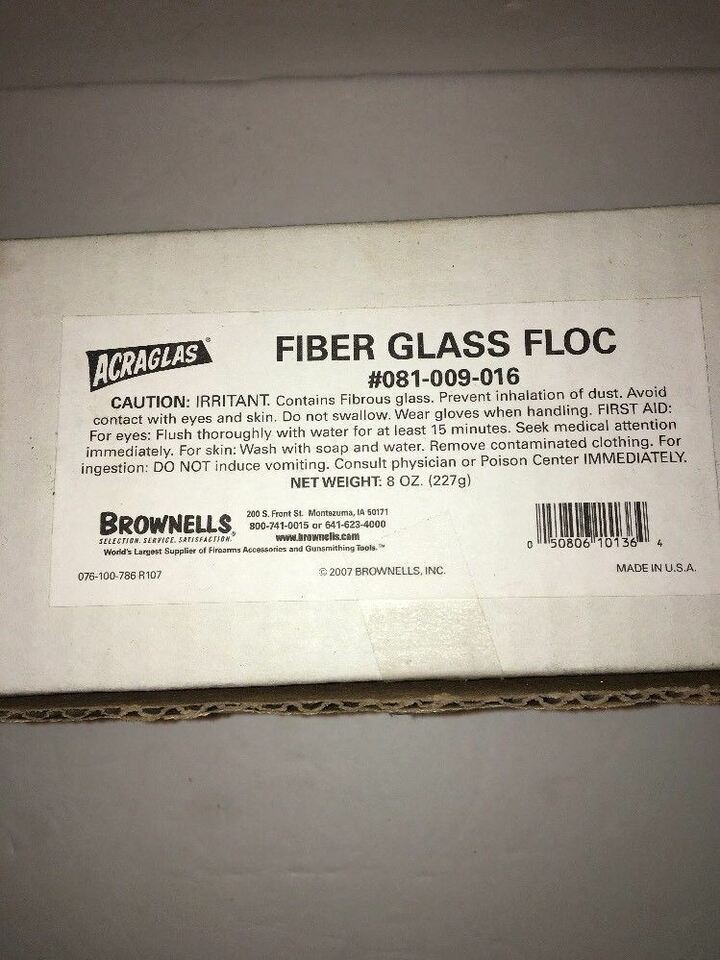 ACRAGLAS®
FIBER GLASS FLOC
#081-009-016
CAUTION: IRRITANT. Contains Fibrous glass. Prevent inhalation of dust. Avoid
contact with eyes and skin. Do not swallow. Wear gloves when handling. FIRST AID:
For eyes: Flush thoroughly with water for at least 15 minutes. Seek medical attention
immediately. For skin: Wash with soap and water. Remove contaminated clothing. For
ingestion: DO NOT induce vomiting. Consult physician or Poison Center IMMEDIATELY.
NET WEIGHT: 8 OZ. (227g)
BROWNELLS®
SELECTION. SERVICE. SATISFACTION.®
200 S. Front St. Montezuma, IA 50171
800-741-0015 or 641-623-4000
www.brownells.com
World's Largest Supplier of Firearms Accessories and Gunsmithing Tools.™
0 50806 10136 4
076-100-786 R107
© 2007 BROWNELLS, INC.
MADE IN U.S.A.